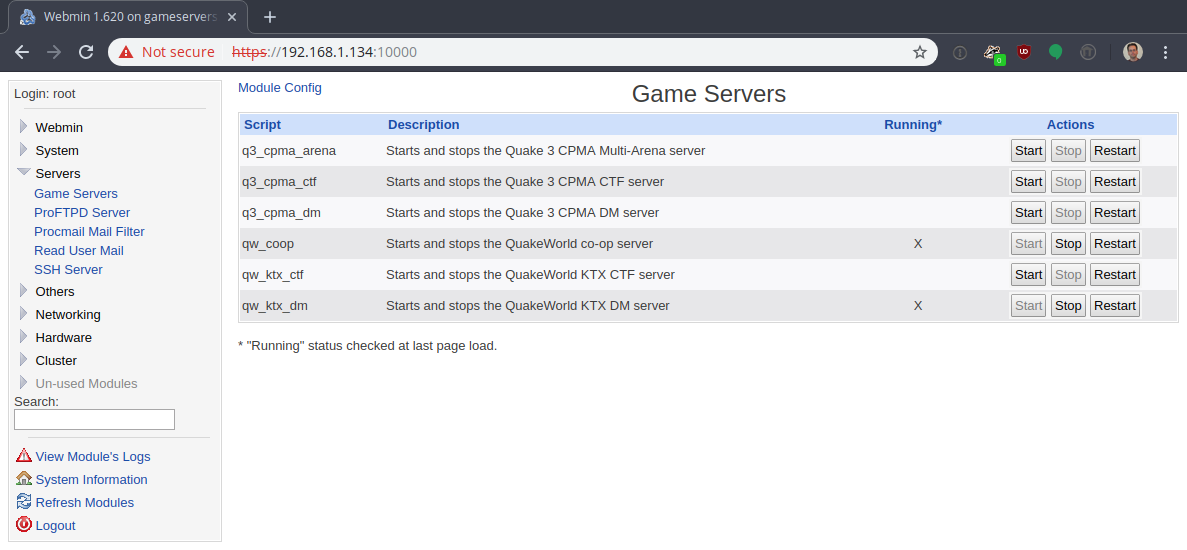 Webmin 1.620 on gameservers
Not secure https://192.168.1.134:10000
Login: root
Webmin
System
Servers
Game Servers
ProFTPD Server
Procmail Mail Filter
Read User Mail
SSH Server
Others
Networking
Hardware
Cluster
Un-used Modules
Search:
View Module's Logs
System Information
Refresh Modules
Logout
Module Config
Game Servers
Script Description Running* Actions
q3_cpma_arena Starts and stops the Quake 3 CPMA Multi-Arena server Start Stop Restart
q3_cpma_ctf Starts and stops the Quake 3 CPMA CTF server Start Stop Restart
q3_cpma_dm Starts and stops the Quake 3 CPMA DM server Start Stop Restart
qw_coop Starts and stops the QuakeWorld co-op server X Start Stop Restart
qw_ktx_ctf Starts and stops the QuakeWorld KTX CTF server Start Stop Restart
qw_ktx_dm Starts and stops the QuakeWorld KTX DM server X Start Stop Restart
* "Running" status checked at last page load.